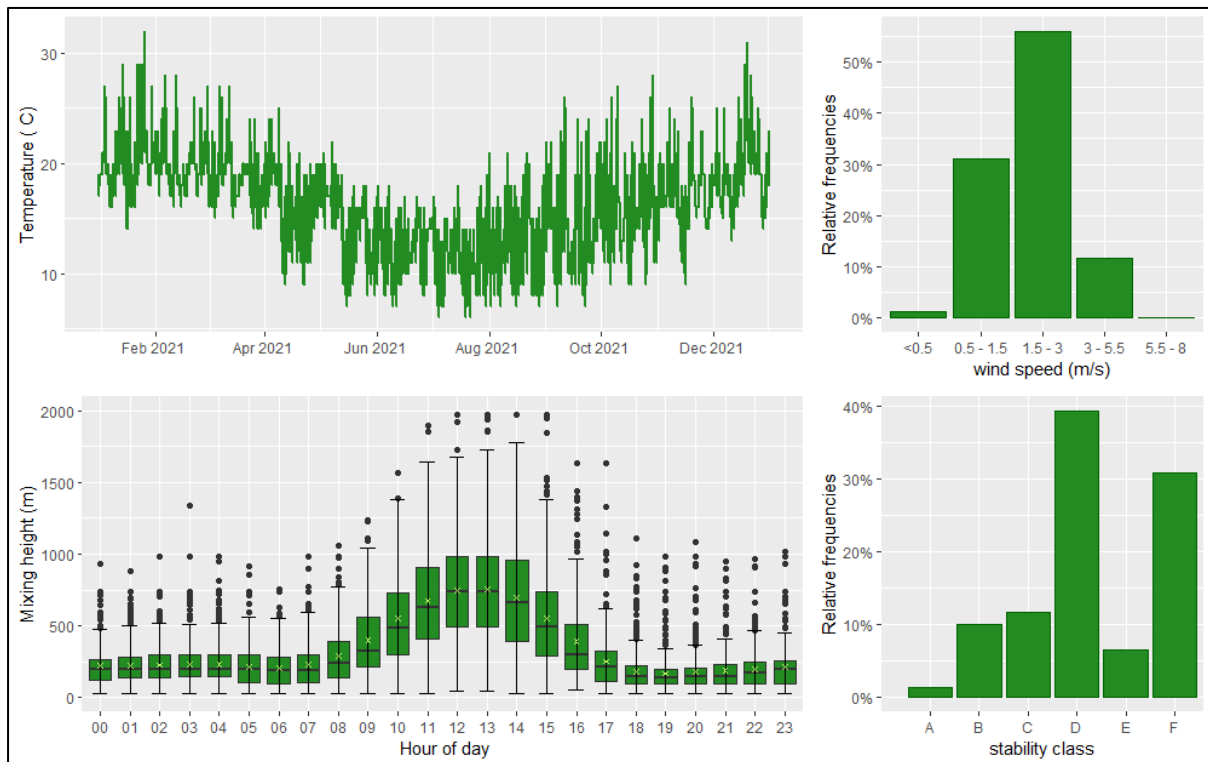 Temperature ( C)
30
20
10
Feb 2021 Apr 2021 Jun 2021 Aug 2021 Oct 2021 Dec 2021
Relative frequencies
50%
40%
30%
20%
10%
0%
<0.5 0.5 - 1.5 1.5 - 3 3 - 5.5 5.5 - 8
wind speed (m/s)
Mixing height (m)
2000
1500
1000
500
0
00 01 02 03 04 05 06 07 08 09 10 11 12 13 14 15 16 17 18 19 20 21 22 23
Hour of day
Relative frequencies
40%
30%
20%
10%
0%
A B C D E F
stability class